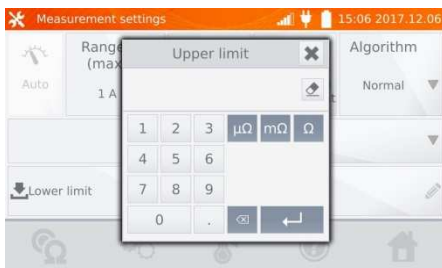 Measurement settings 15:06 2017.12.06
Range Upper limit Algorithm
(max
Auto 1 A Normal
1 2 3 μΩ mΩ Ω
4 5 6
7 8 9
Lower limit
0 .